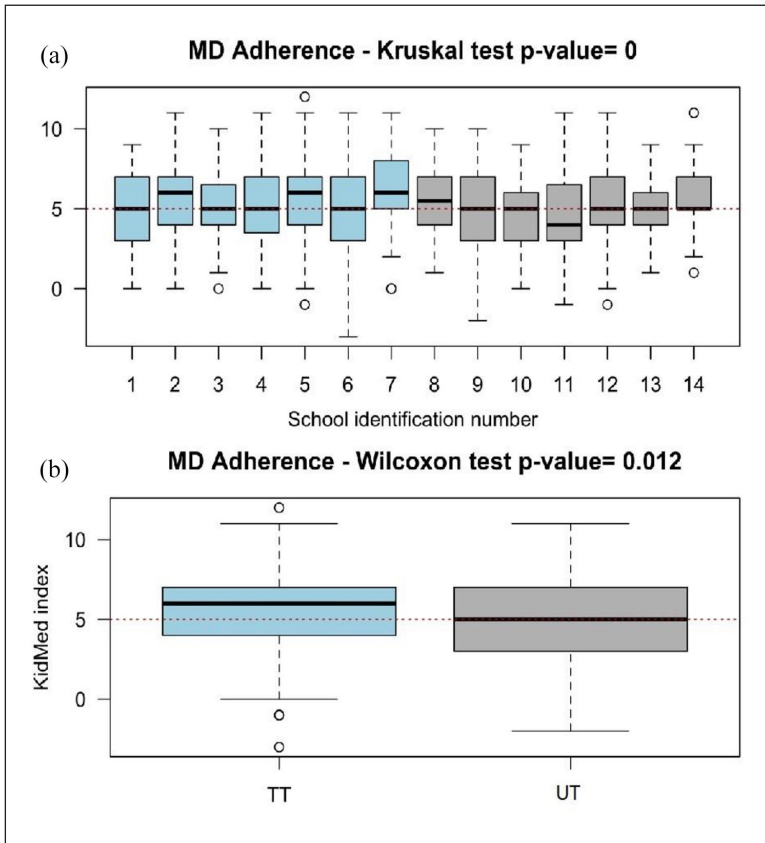 (a)
MD Adherence - Kruskal test p-value= 0
10
5
0
1 2 3 4 5 6 7 8 9 10 11 12 13 14
School identification number
(b)
MD Adherence - Wilcoxon test p-value= 0.012
KidMed index
10
5
0
TT UT